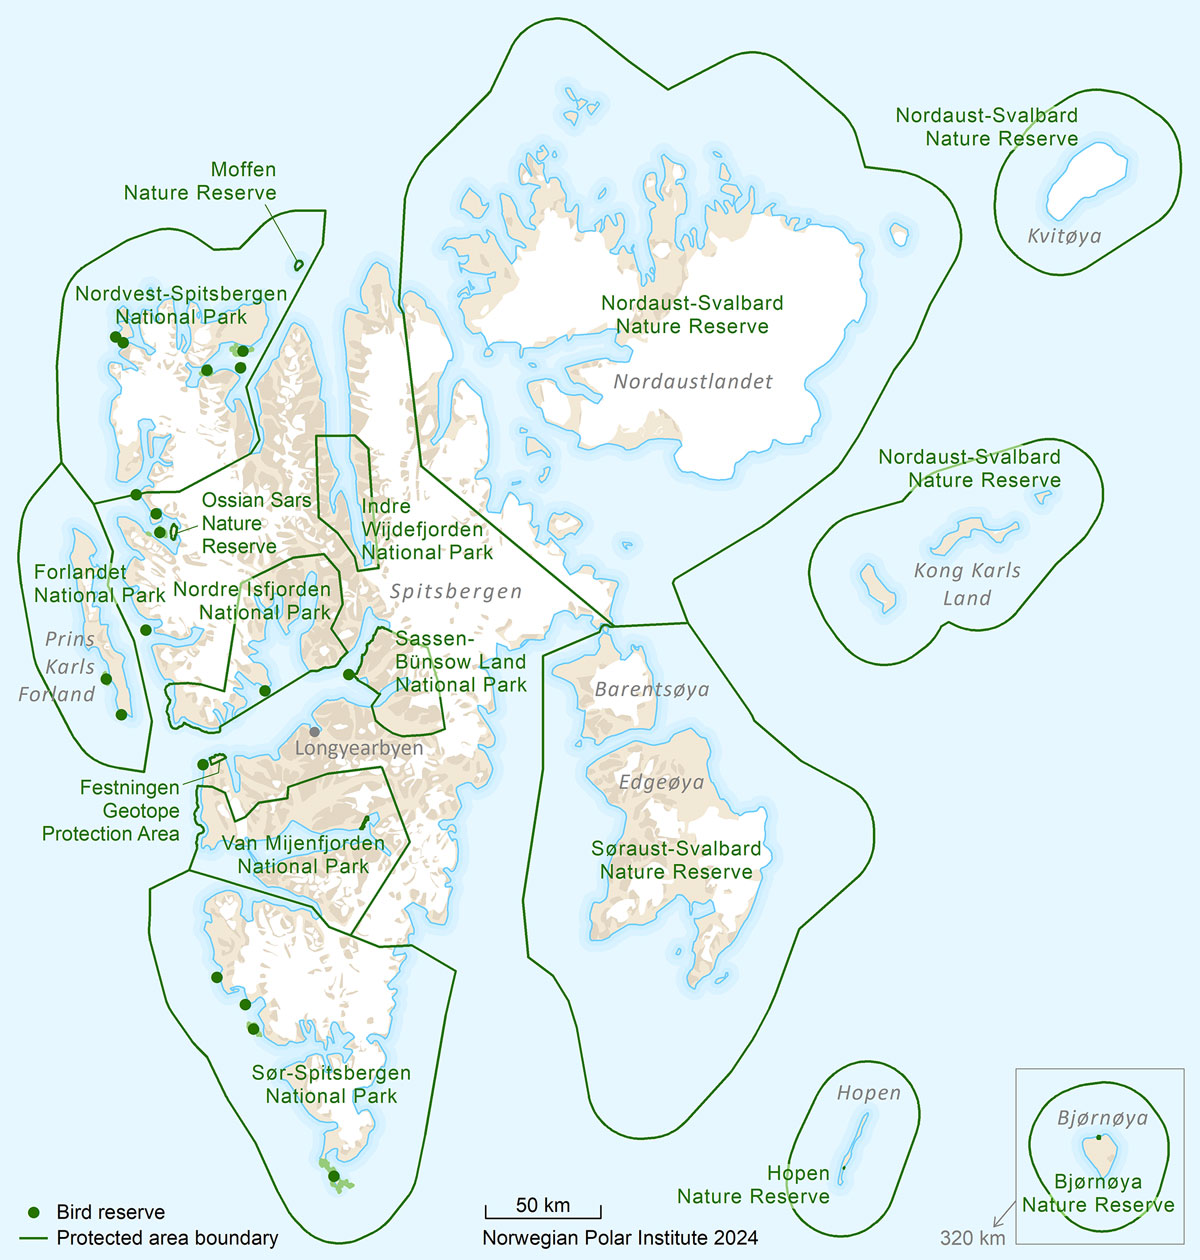 Nordaust-Svalbard
Nature Reserve
Kvitøya
Moffen
Nature Reserve
Nordvest-Spitsbergen
National Park
Nordaust-Svalbard
Nature Reserve
Nordaustlandet
Nordaust-Svalbard
Nature Reserve
Kong Karls
Land
Ossian Sars
Nature
Reserve
Indre
Wijdefjorden
National Park
Forlandet
National Park
Nordre Isfjorden
National Park
Spitsbergen
Prins
Karls
Forland
Sassen-
Bünsow Land
National Park
Barentsøya
Longyearbyen
Edgeøya
Festningen
Geotope
Protection Area
Van Mijenfjorden
National Park
Søraust-Svalbard
Nature Reserve
Sør-Spitsbergen
National Park
Hopen
Hopen
Nature Reserve
Bjørnøya
Bjørnøya
Nature Reserve
320 km
Bird reserve
Protected area boundary
50 km
Norwegian Polar Institute 2024